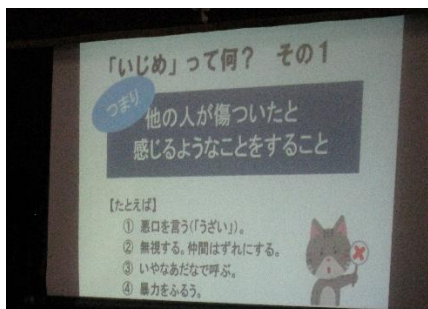 「いじめ」って何？　その１
つまり
他の人が傷ついたと
感じるようなことをすること
【たとえば】
① 悪口を言う(「うざい」)。
② 無視する。仲間はずれにする。
③ いやなあだなで呼ぶ。
④ 暴力をふるう。